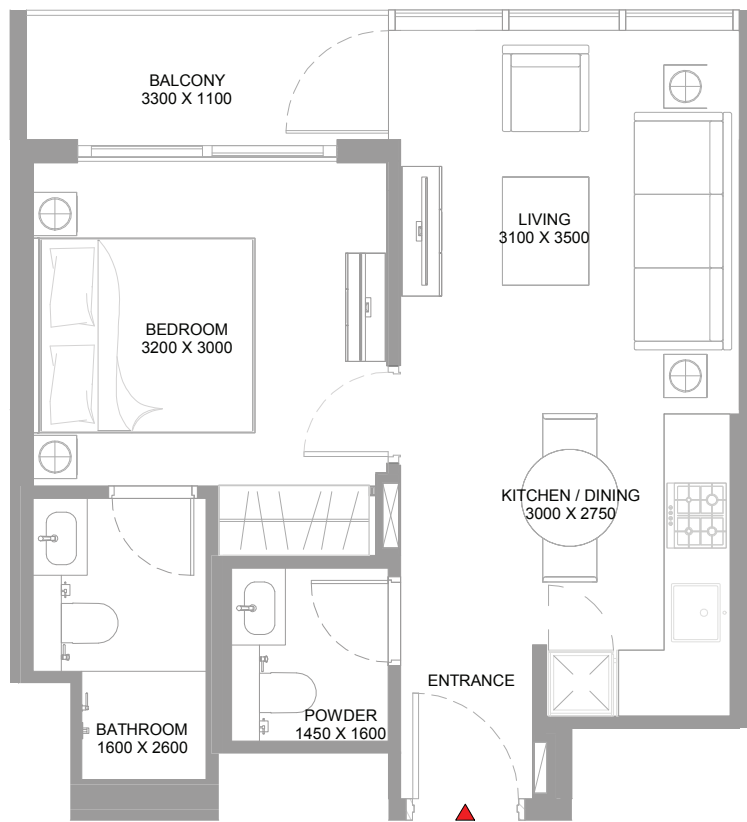 BALCONY
3300 X 1100
LIVING
3100 X 3500
BEDROOM
3200 X 3000
KITCHEN / DINING
3000 X 2750
ENTRANCE
POWDER
1450 X 1600
BATHROOM
1600 X 2600